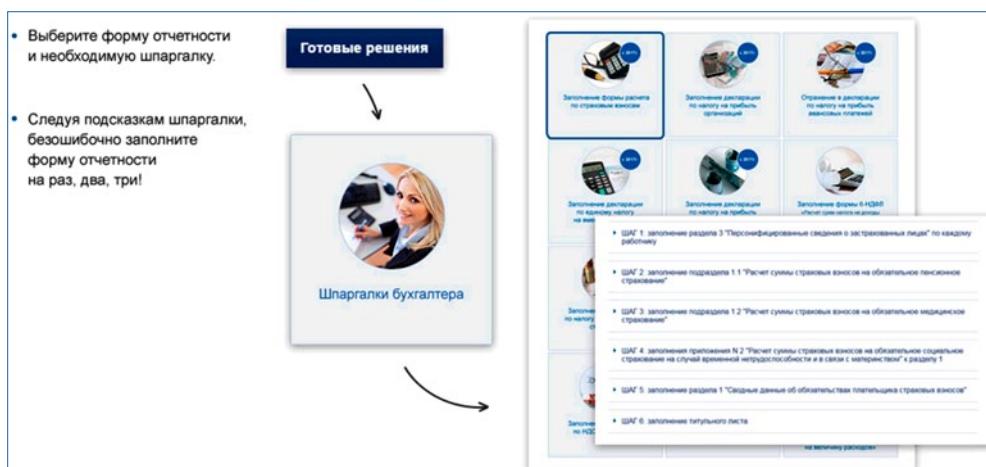 Выберите форму отчетности
и необходимую шпаргалку.
Следуя подсказкам шпаргалки,
безошибочно заполните
форму отчетности
на раз, два, три!
Готовые решения
Шпаргалки бухгалтера
Заполнение формы расчета
по страховым взносам
Заполнение декларации
по налогу на прибыль
организаций
Отражение в декларации
по налогу на прибыль
авансовых платежей
Заполнение декларации
по единому налогу
Заполнение декларации
по налогу на прибыль
Заполнение формы 6-НДФЛ
ШАГ 1: заполнение раздела 3 "Персонифицированные сведения о застрахованных лицах" по каждому
работнику
ШАГ 2: заполнение подраздела 1.1 "Расчет суммы страховых взносов на обязательное пенсионное
страхование"
ШАГ 3: заполнение подраздела 1.2 "Расчет суммы страховых взносов на обязательное медицинское
страхование"
ШАГ 4: заполнения приложения N 2 "Расчет суммы страховых взносов на обязательное социальное
страхование на случай временной нетрудоспособности и в связи с материнством" к разделу 1
ШАГ 5: заполнение раздела 1 "Сводные данные об обязательствах плательщика страховых взносов"
ШАГ 6: заполнение титульного листа
на величину расходов»